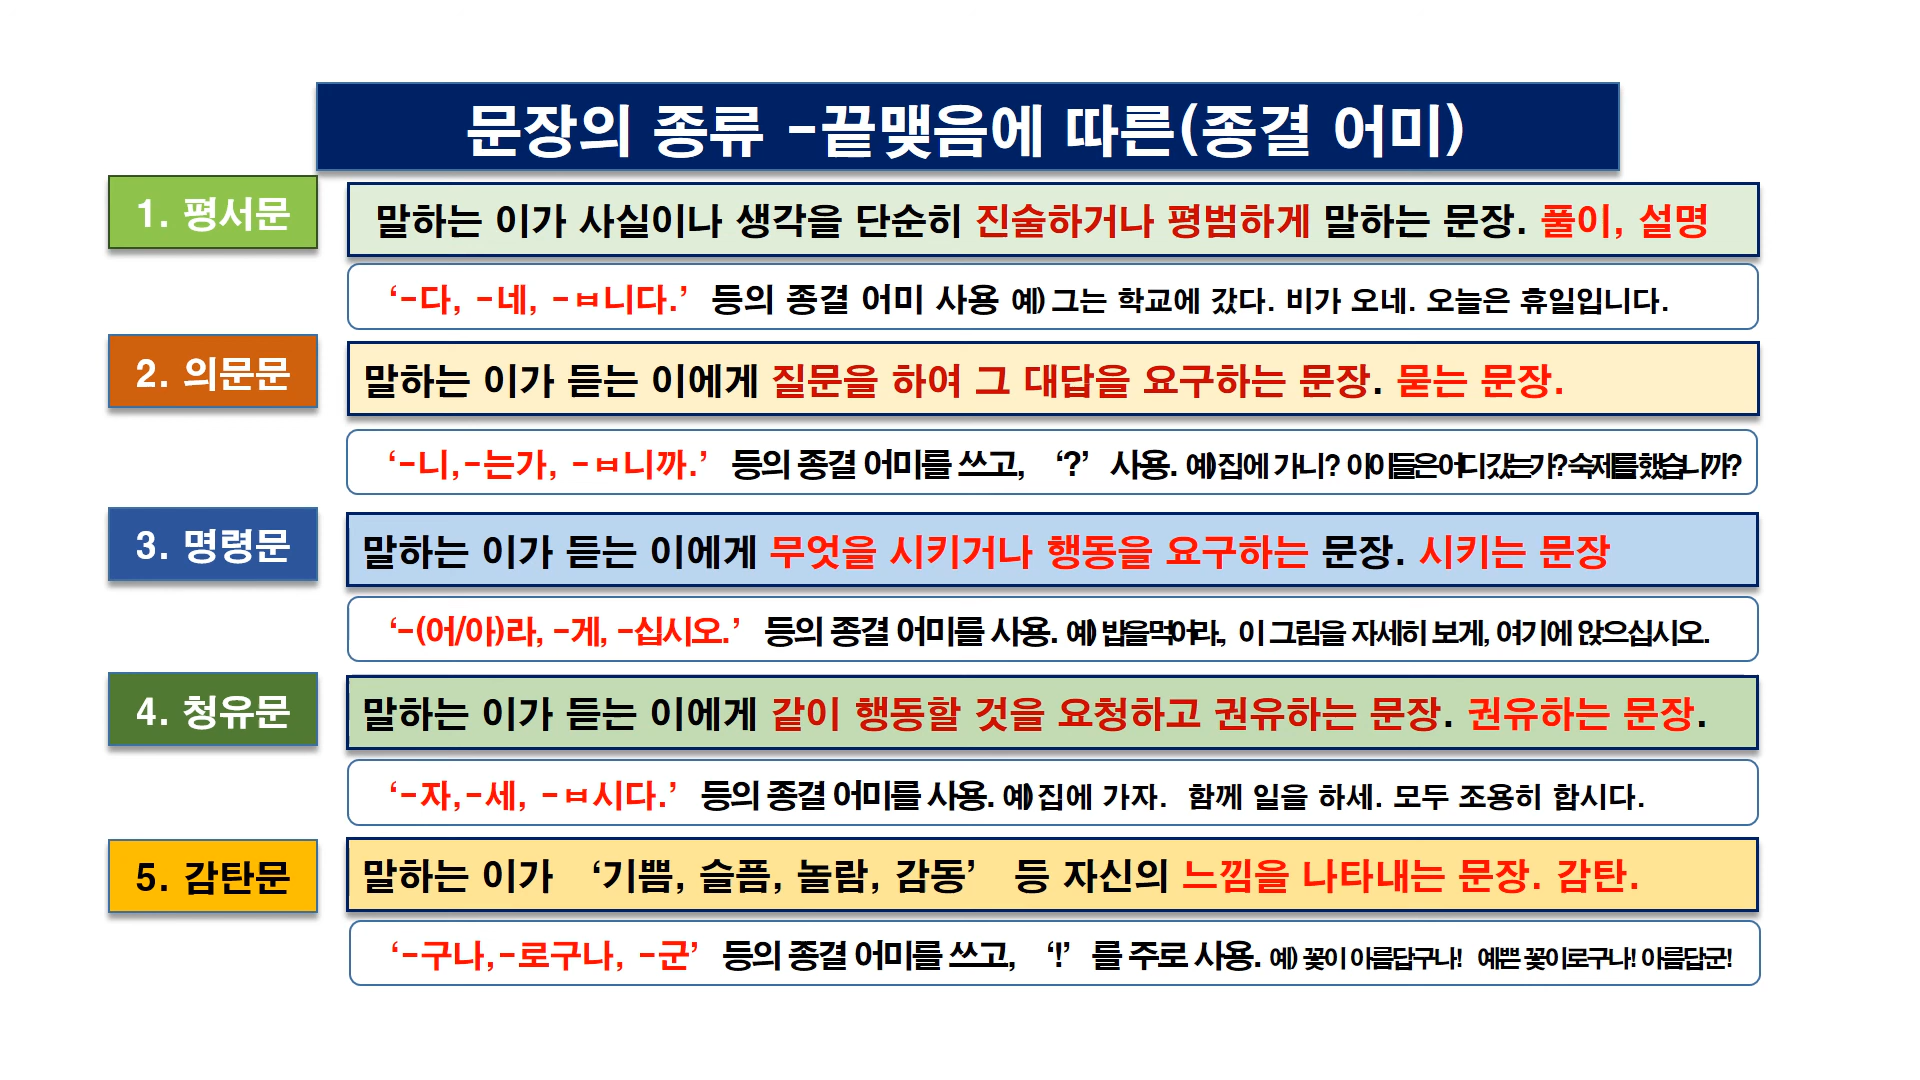 문장의 종류 -끝맺음에 따른(종결 어미)
1. 평서문
말하는 이가 사실이나 생각을 단순히 진술하거나 평범하게 말하는 문장. 풀이, 설명
‘-다, -네, -ㅂ니다.’ 등의 종결 어미 사용 예) 그는 학교에 갔다. 비가 오네. 오늘은 휴일입니다.
2. 의문문
말하는 이가 듣는 이에게 질문을 하여 그 대답을 요구하는 문장. 묻는 문장.
‘-니,-는가, -ㅂ니까.’ 등의 종결 어미를 쓰고, ‘?’ 사용. 예) 집에 가니? 아이들은 어디 갔는가? 숙제를 했습니까?
3. 명령문
말하는 이가 듣는 이에게 무엇을 시키거나 행동을 요구하는 문장. 시키는 문장
‘-(어/아)라, -게, -십시오.’ 등의 종결 어미를 사용. 예) 밥을 먹어라., 이 그림을 자세히 보게, 여기에 앉으십시오.
4. 청유문
말하는 이가 듣는 이에게 같이 행동할 것을 요청하고 권유하는 문장. 권유하는 문장.
‘-자,-세, -ㅂ시다.’ 등의 종결 어미를 사용. 예) 집에 가자. 함께 일을 하세. 모두 조용히 합시다.
5. 감탄문
말하는 이가 ‘기쁨, 슬픔, 놀람, 감동’ 등 자신의 느낌을 나타내는 문장. 감탄.
‘-구나,-로구나, -군’ 등의 종결 어미를 쓰고, ‘!’ 를 주로 사용. 예) 꽃이 아름답구나! 예쁜 꽃이로구나! 아름답군!